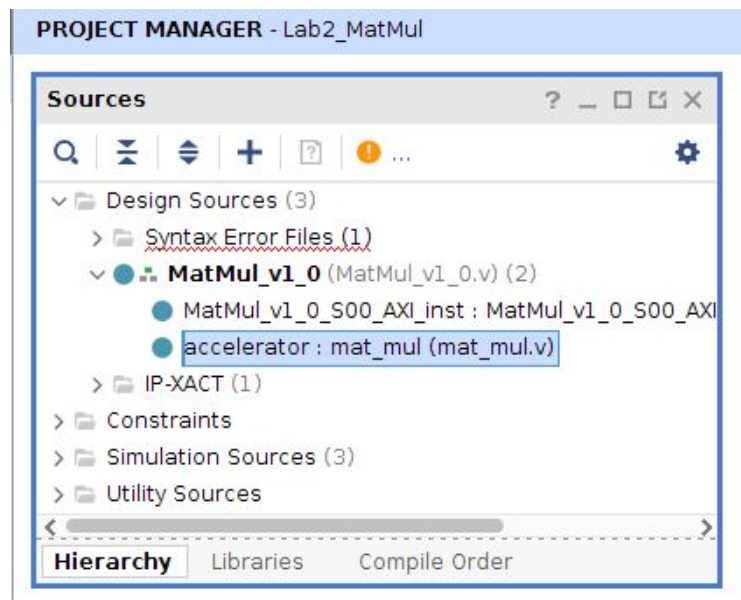 PROJECT MANAGER - Lab2_MatMul
Sources
? _
...
Design Sources (3)
Syntax Error Files (1)
MatMul_v1_0 (MatMul_v1_0.v) (2)
MatMul_v1_0_S00_AXI_inst : MatMul_v1_0_S00_AXI
accelerator : mat_mul (mat_mul.v)
IP-XACT (1)
Constraints
Simulation Sources (3)
Utility Sources
Hierarchy Libraries Compile Order